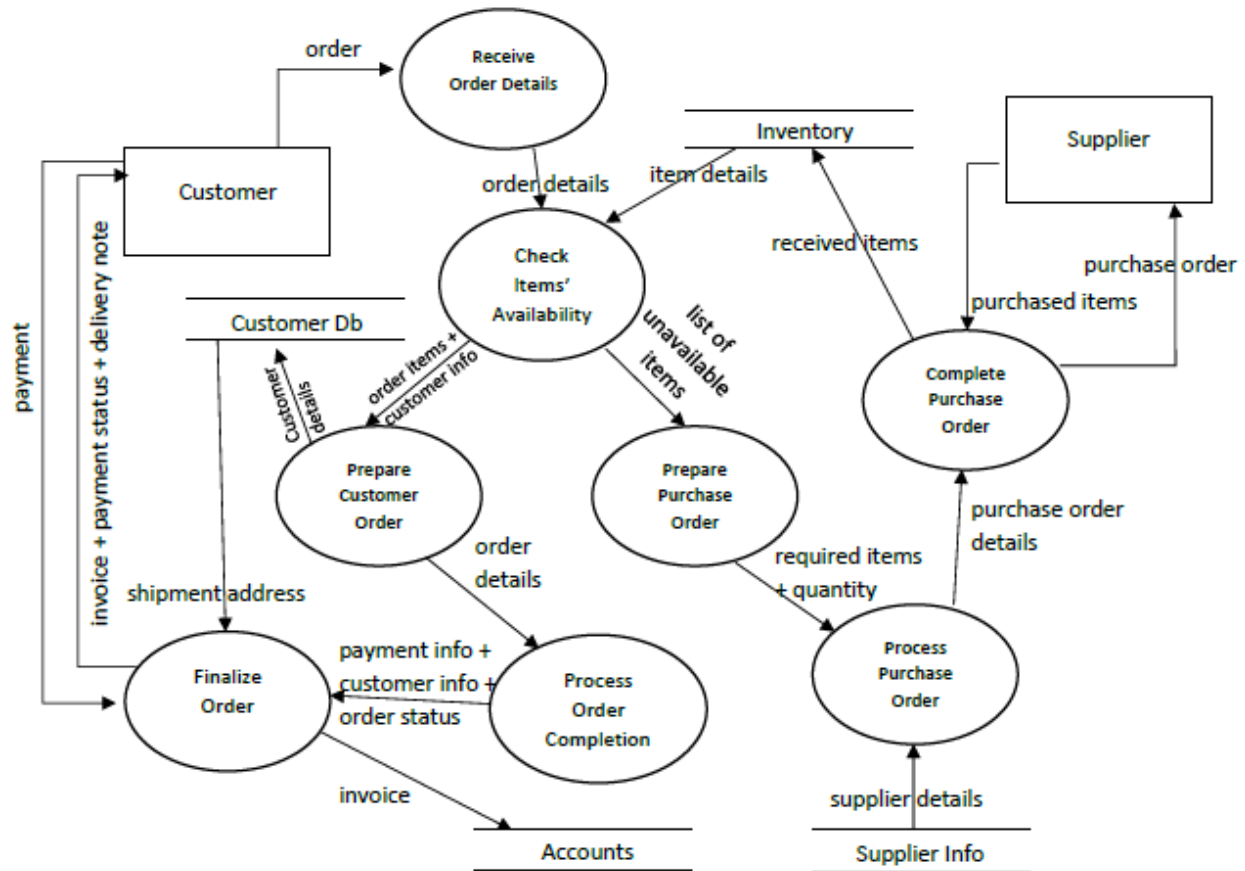 order
Receive
Order Details
Inventory
Supplier
Customer
order details
item details
received items
purchase order
purchased items
Check
Items’
Availability
Customer Db
payment
invoice + payment status + delivery note
Customer
details
order items +
customer info
list of
unavailable
items
Complete
Purchase
Order
Prepare
Customer
Order
Prepare
Purchase
Order
purchase order
details
order
details
required items
+ quantity
shipment address
Finalize
Order
payment info +
customer info +
order status
Process
Order
Completion
Process
Purchase
Order
invoice
supplier details
Accounts
Supplier Info